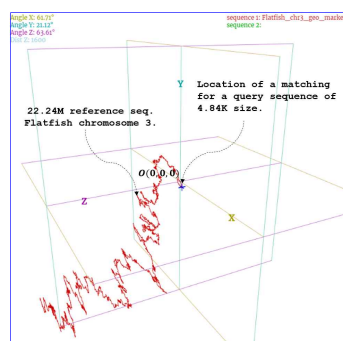 Angle X: 61.71°
Angle Y: 21.12°
Angle Z: 63.61°
sequence 1: Flatfish_chr3_geo_marke
sequence 2:
Y
Location of a matching
for a query sequence of
4.84K size.
22.24M reference seq.
Flatfish chromosome 3.
O(0,0,0)
Z
X